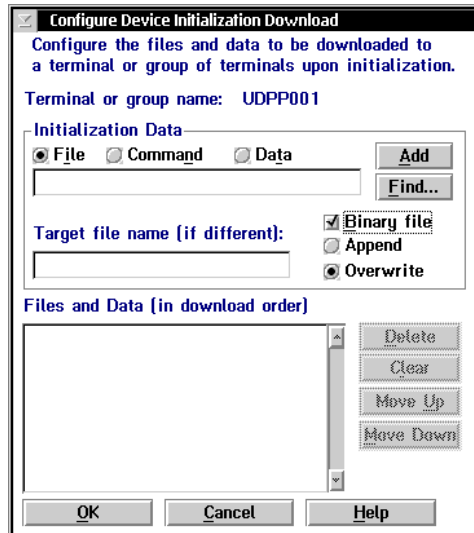 Configure Device Initialization Download
Configure the files and data to be downloaded to
a terminal or group of terminals upon initialization.
Terminal or group name: UDPP001
Initialization Data
File Command Data Add
Find...
Binary file
Target file name (if different): Append
Overwrite
Files and Data (in download order)
Delete
Clear
Move Up
Move Down
OK Cancel Help